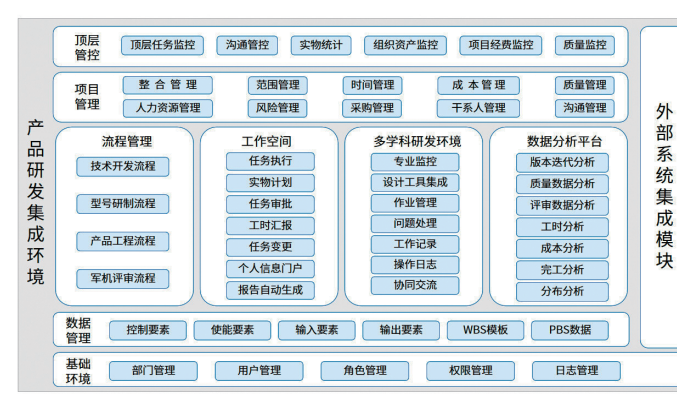 产品研发集成环境
顶层管控
顶层任务监控 沟通管控 实物统计 组织资产监控 项目经费监控 质量监控
项目管理
整合管理 范围管理 时间管理 成本管理 质量管理
人力资源管理 风险管理 采购管理 干系人管理 沟通管理
流程管理
技术开发流程
型号研制流程
产品工程流程
军机评审流程
工作空间
任务执行
实物计划
任务审批
工时汇报
任务变更
个人信息门户
报告自动生成
多学科研发环境
专业监控
设计工具集成
作业管理
问题处理
工作记录
操作日志
协同交流
数据分析平台
版本迭代分析
质量数据分析
评审数据分析
工时分析
成本分析
完工分析
分布分析
数据管理
控制要素 使能要素 输入要素 输出要素 WBS模板 PBS数据
基础环境
部门管理 用户管理 角色管理 权限管理 日志管理
外部系统集成模块